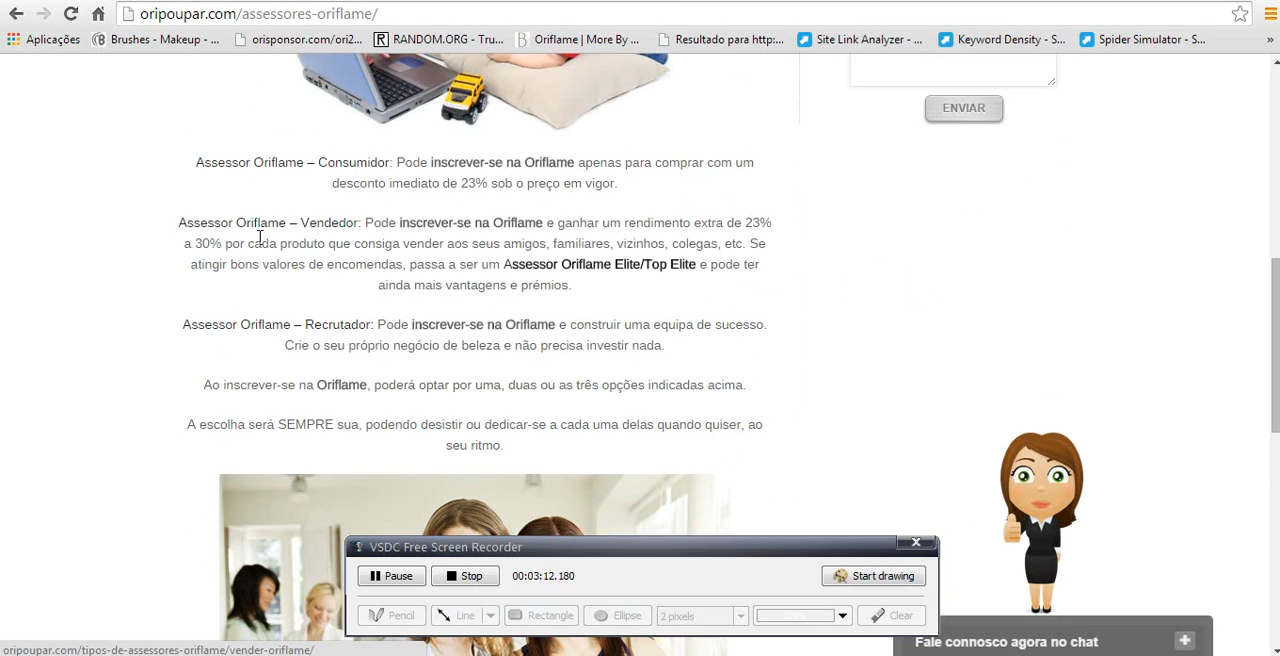 oripoupar.com/assessores-oriflame/
Aplicações
Brushes - Makeup - ...
orisponsor.com/ori2...
RANDOM.ORG - Tru...
Oriflame | More By ...
Resultado para http:...
Site Link Analyzer - ...
Keyword Density - S...
Spider Simulator - S...
»
ENVIAR
Assessor Oriflame – Consumidor: Pode inscrever-se na Oriflame apenas para comprar com um
desconto imediato de 23% sob o preço em vigor.
Assessor Oriflame – Vendedor: Pode inscrever-se na Oriflame e ganhar um rendimento extra de 23%
a 30% por cada produto que consiga vender aos seus amigos, familiares, vizinhos, colegas, etc. Se
atingir bons valores de encomendas, passa a ser um Assessor Oriflame Elite/Top Elite e pode ter
ainda mais vantagens e prémios.
Assessor Oriflame – Recrutador: Pode inscrever-se na Oriflame e construir uma equipa de sucesso.
Crie o seu próprio negócio de beleza e não precisa investir nada.
Ao inscrever-se na Oriflame, poderá optar por uma, duas ou as três opções indicadas acima.
A escolha será SEMPRE sua, podendo desistir ou dedicar-se a cada uma delas quando quiser, ao
seu ritmo.
VSDC Free Screen Recorder
Pause
Stop
00:03:12.180
Start drawing
Pencil
Line
Rectangle
Ellipse
2 pixels
Clear
Fale connosco agora no chat
oripoupar.com/tipos-de-assessores-oriflame/vender-oriflame/